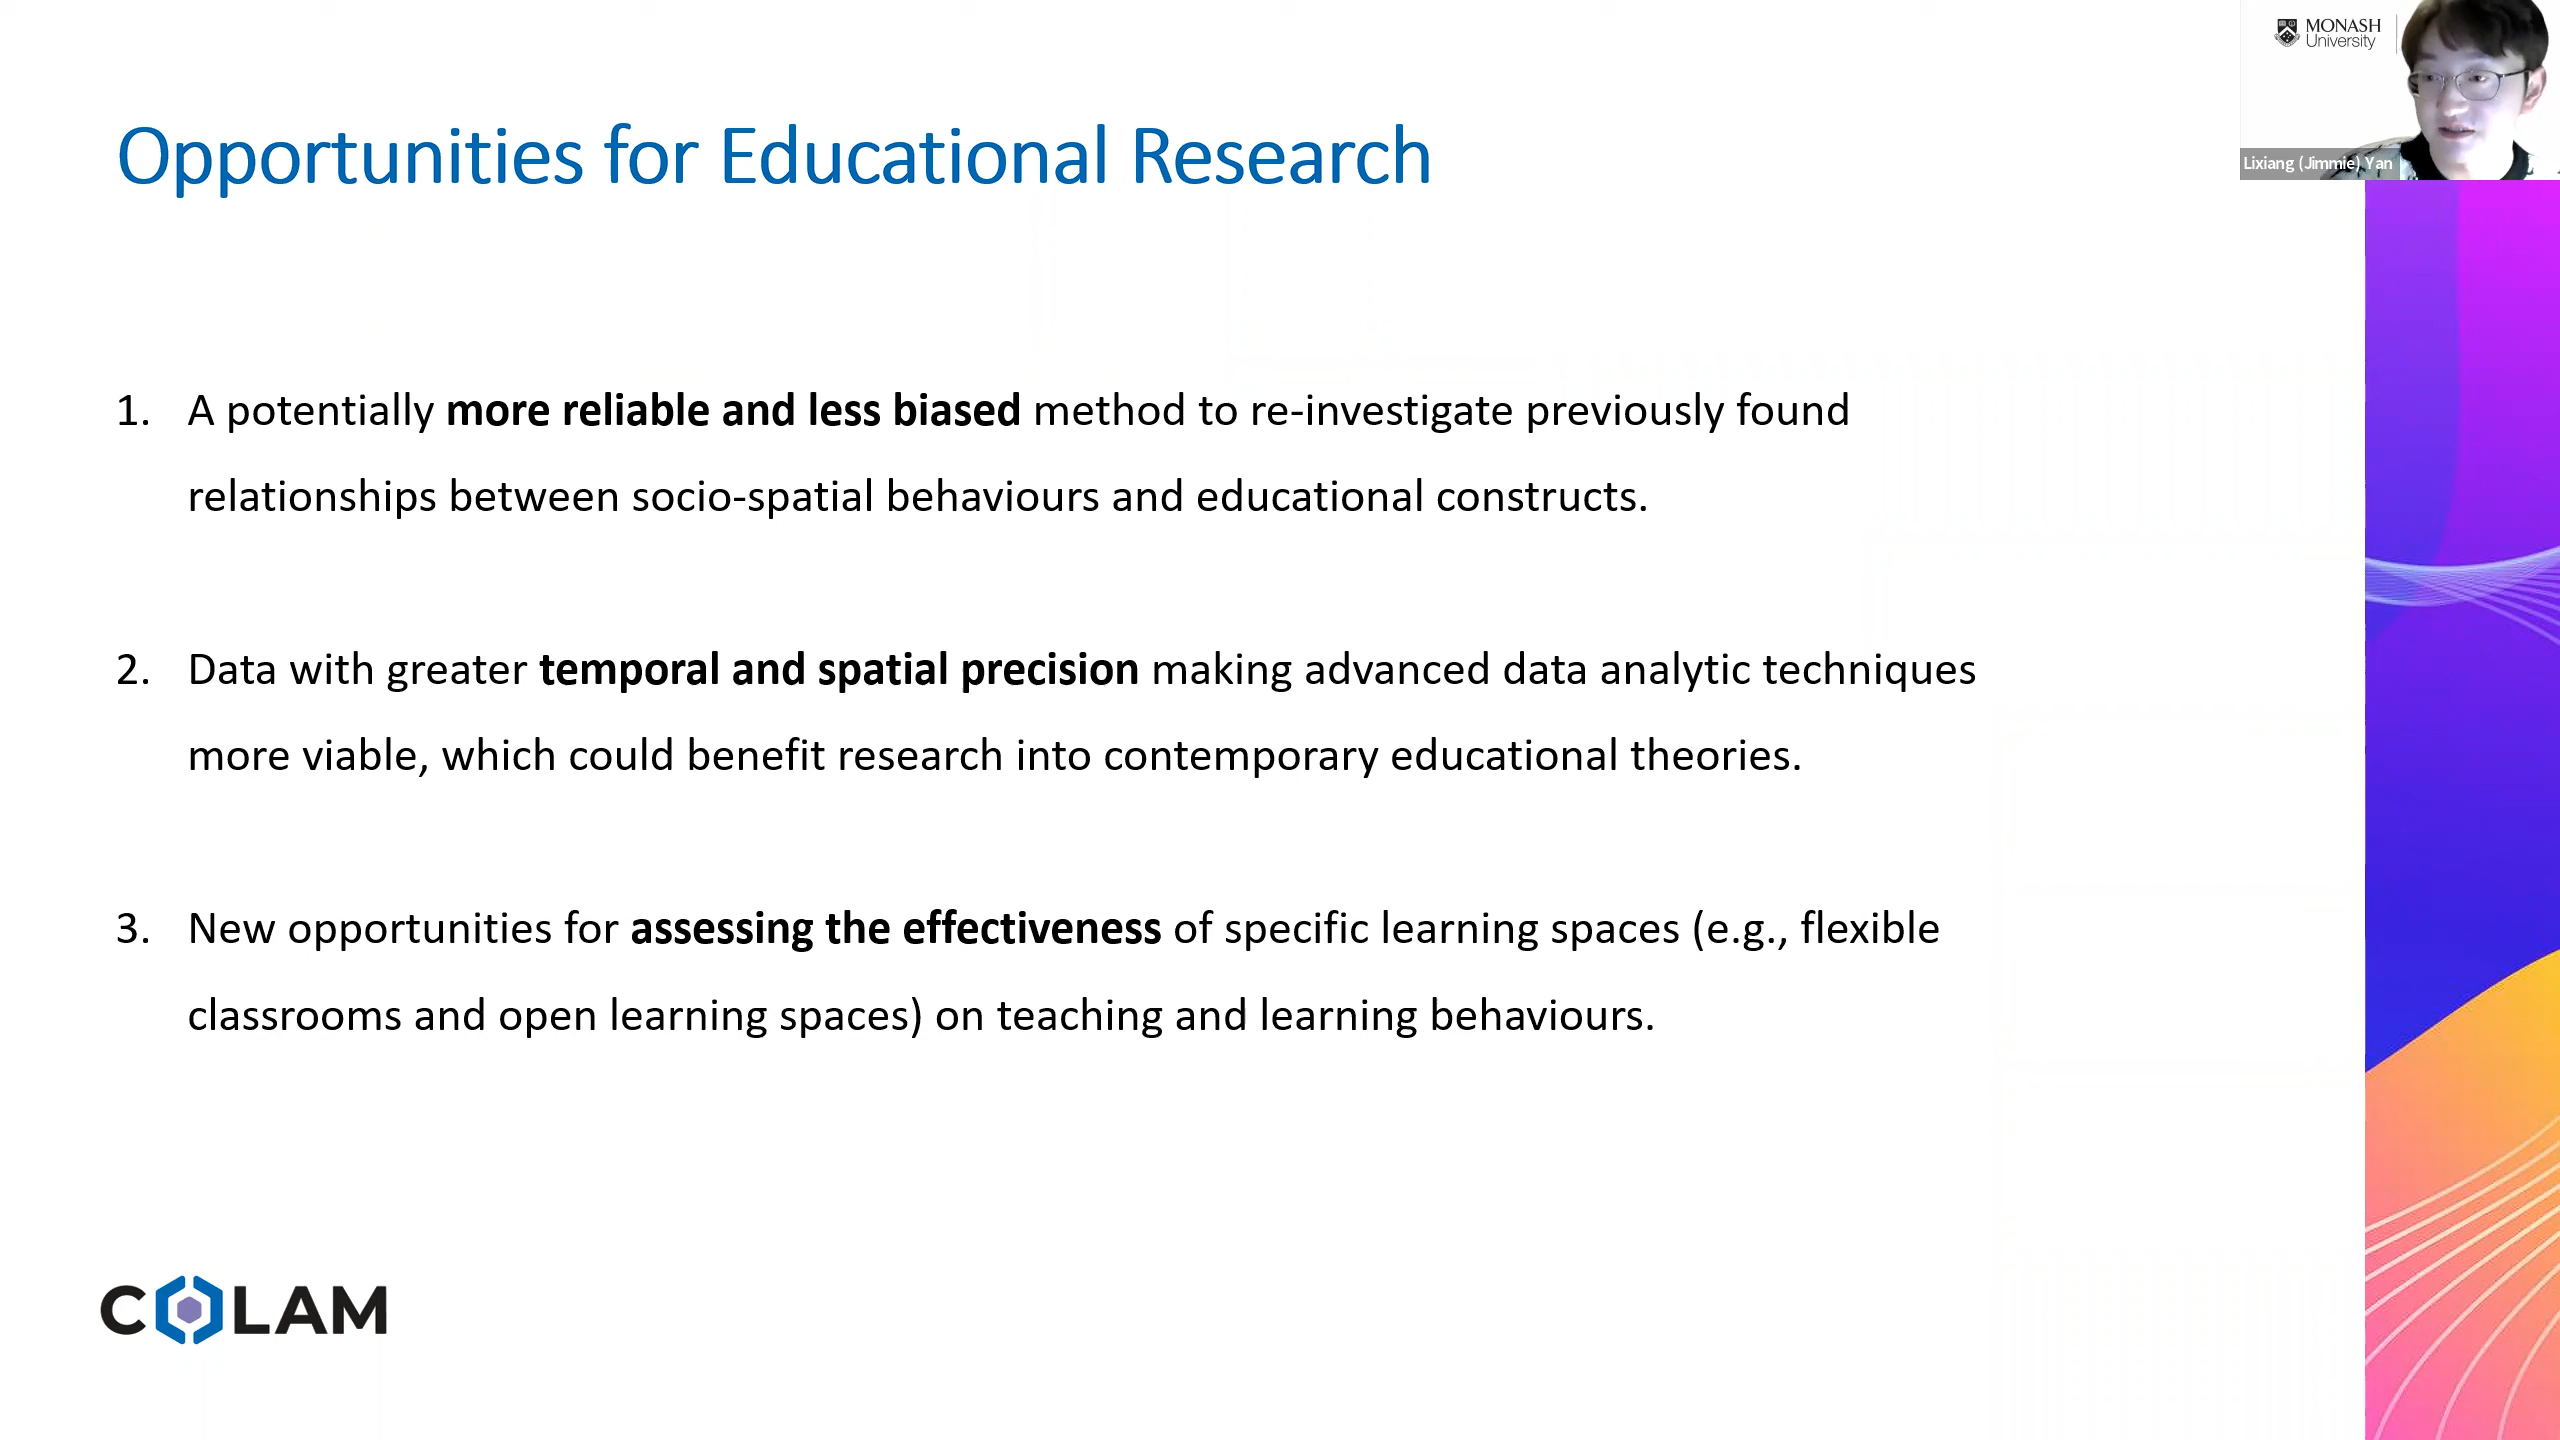 MONASH
University
Lixiang (Jimmie) Yan
Opportunities for Educational Research
1. A potentially more reliable and less biased method to re-investigate previously found
relationships between socio-spatial behaviours and educational constructs.
2. Data with greater temporal and spatial precision making advanced data analytic techniques
more viable, which could benefit research into contemporary educational theories.
3. New opportunities for assessing the effectiveness of specific learning spaces (e.g., flexible
classrooms and open learning spaces) on teaching and learning behaviours.
COLAM